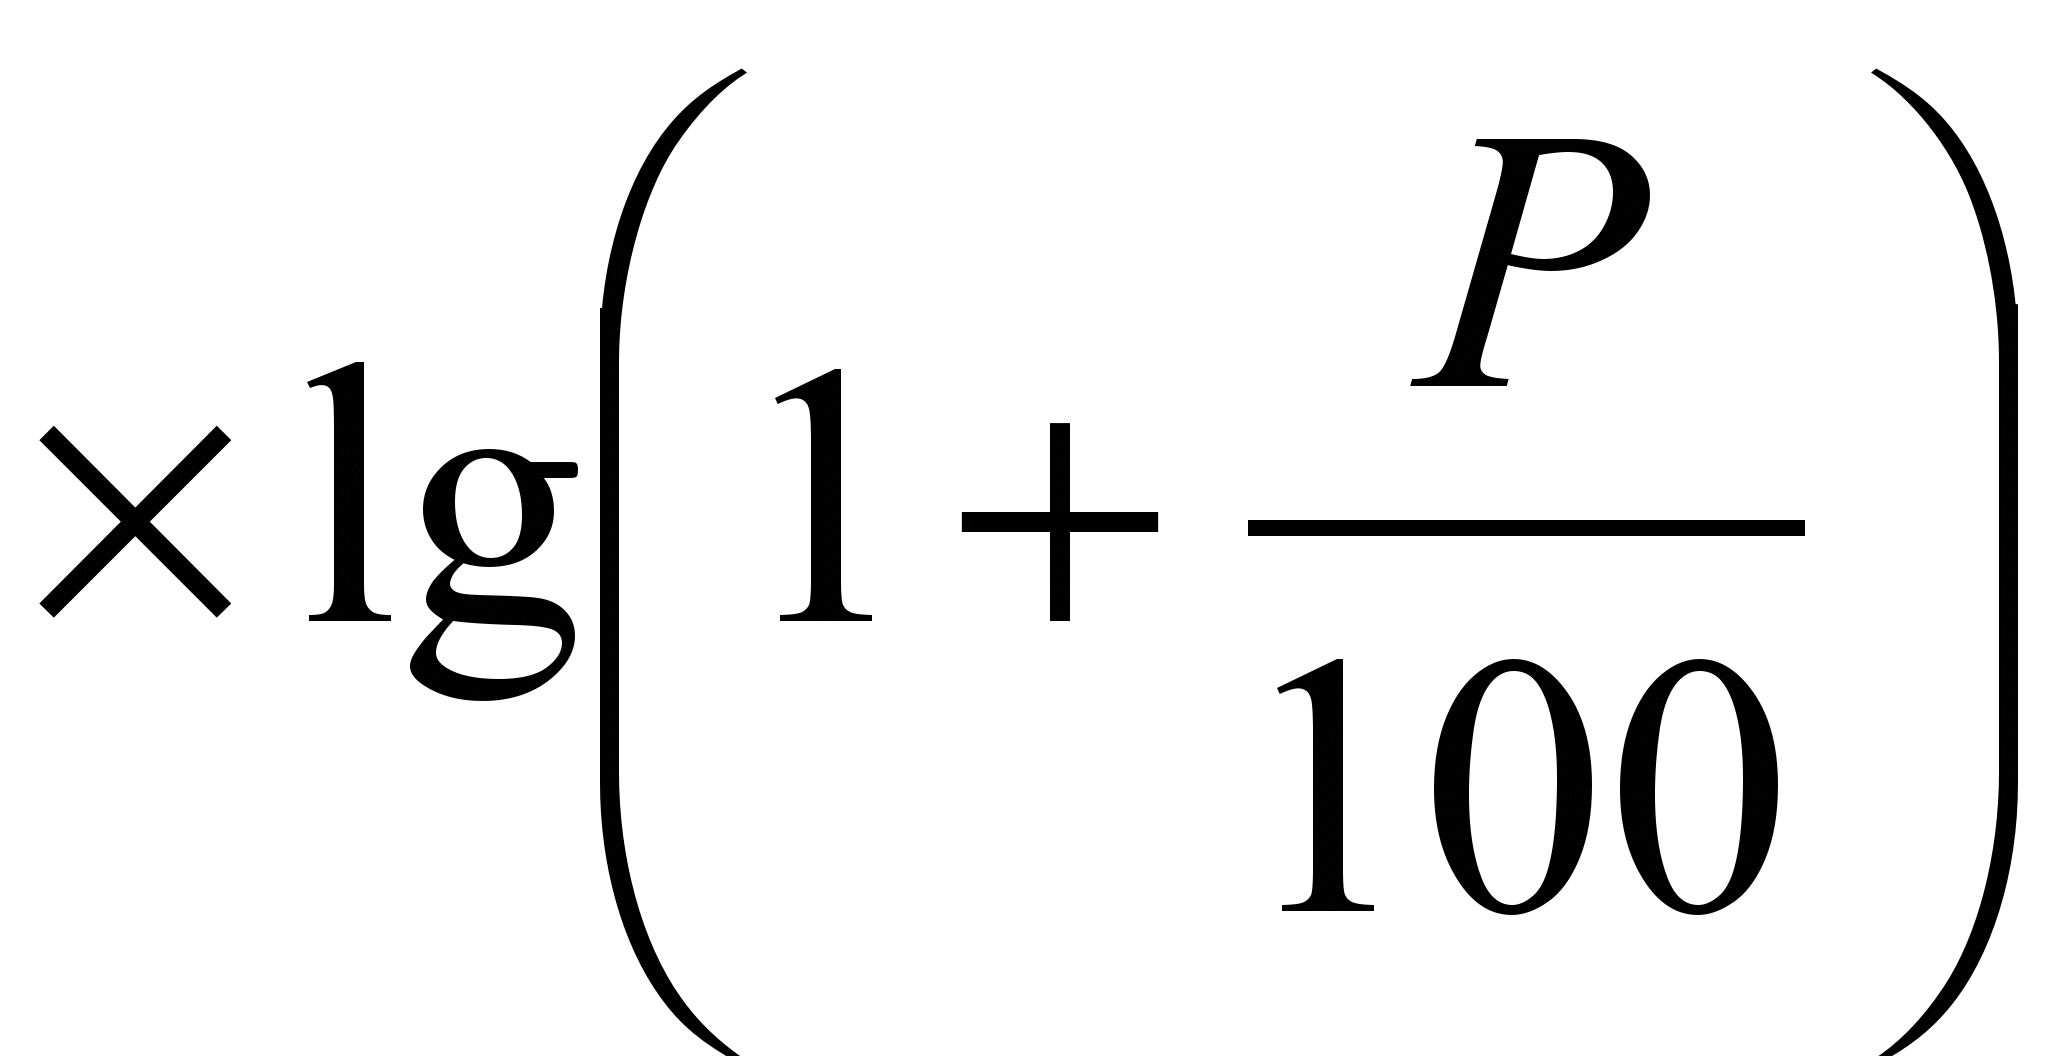 × lg(1 + P/100)